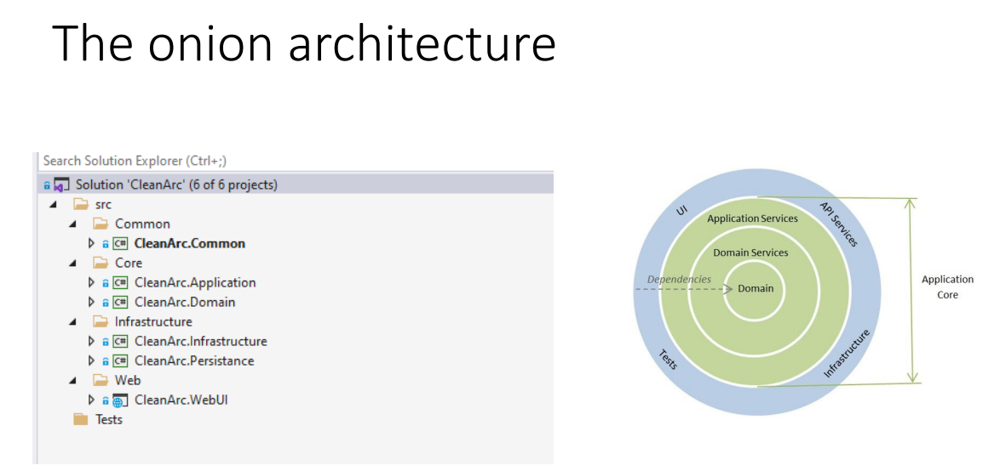 The onion architecture
Search Solution Explorer (Ctrl+;)
Solution 'CleanArc' (6 of 6 projects)
src
Common
C# CleanArc.Common
Core
C# CleanArc.Application
C# CleanArc.Domain
Infrastructure
C# CleanArc.Infrastructure
C# CleanArc.Persistance
Web
CleanArc.WebUI
Tests
UI
API Services
Application Services
Domain Services
Dependencies
Domain
Tests
Infrastructure
Application
Core